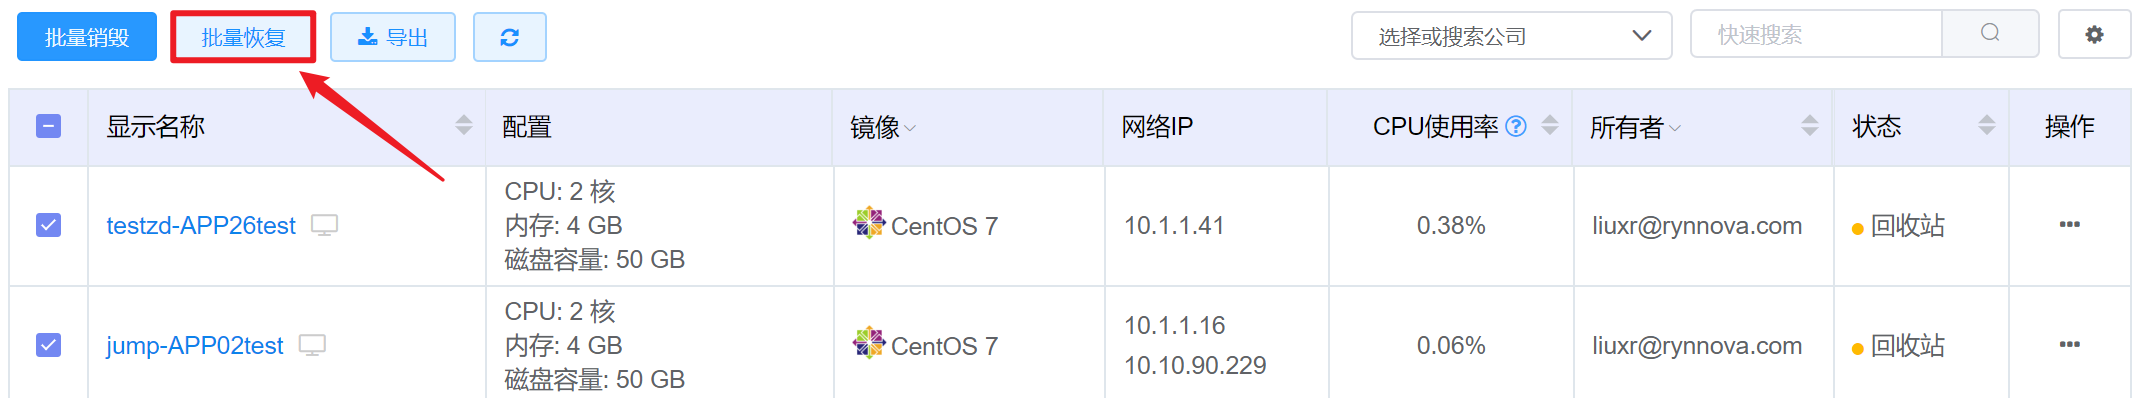 批量销毁 批量恢复 导出 选择或搜索公司 快速搜索
显示名称 配置 镜像 网络IP CPU使用率 所有者 状态 操作
testzd-APP26test
CPU: 2 核
内存: 4 GB
磁盘容量: 50 GB
CentOS 7
10.1.1.41
0.38%
liuxr@rynnova.com
回收站
jump-APP02test
CPU: 2 核
内存: 4 GB
磁盘容量: 50 GB
CentOS 7
10.1.1.16
10.10.90.229
0.06%
liuxr@rynnova.com
回收站